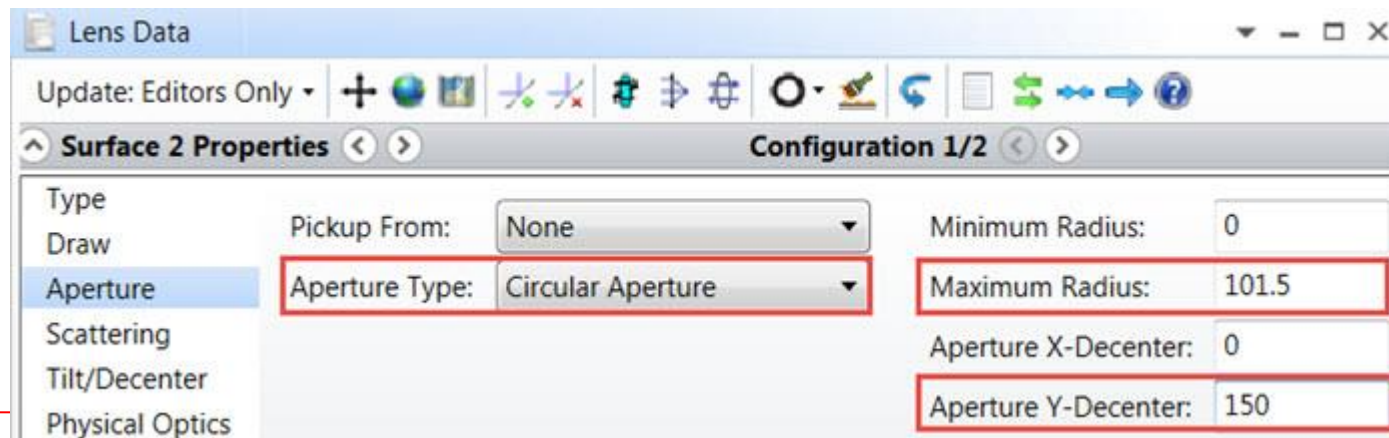 Lens Data
Update: Editors Only
Surface 2 Properties Configuration 1/2
Type
Draw
Aperture
Scattering
Tilt/Decenter
Physical Optics
Pickup From: None
Aperture Type: Circular Aperture
Minimum Radius: 0
Maximum Radius: 101.5
Aperture X-Decenter: 0
Aperture Y-Decenter: 150